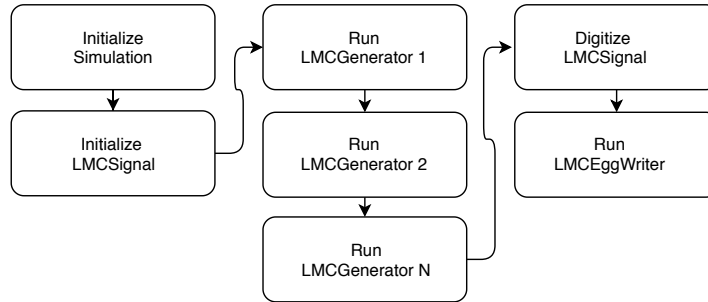 Initialize
Simulation
Initialize
LMCSignal
Run
LMCGenerator 1
Run
LMCGenerator 2
Run
LMCGenerator N
Digitize
LMCSignal
Run
LMCEggWriter